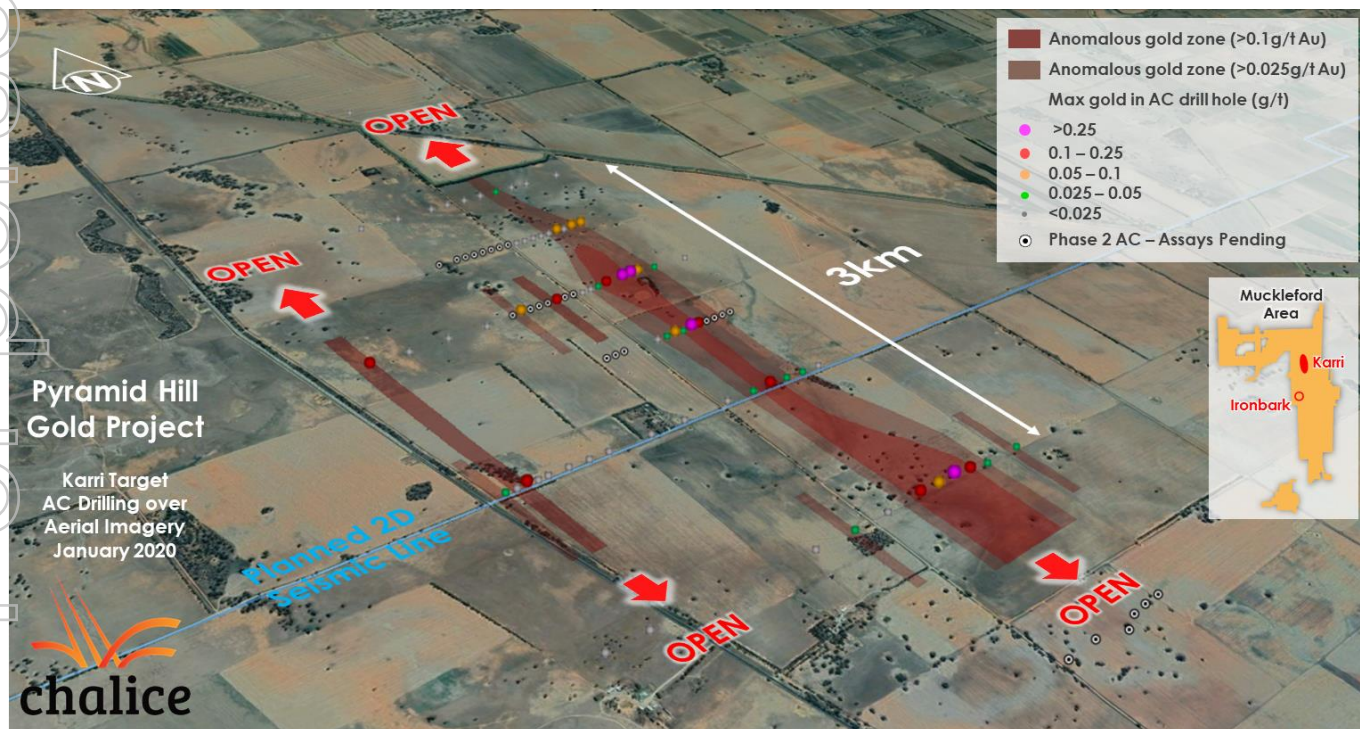 Anomalous gold zone (>0.1g/t Au)
Anomalous gold zone (>0.025g/t Au)
Max gold in AC drill hole (g/t)
>0.25
0.1 – 0.25
0.05 – 0.1
0.025 – 0.05
<0.025
Phase 2 AC – Assays Pending
N
OPEN
OPEN
3km
Muckleford
Area
Karri
Ironbark
Pyramid Hill
Gold Project
Karri Target
AC Drilling over
Aerial Imagery
January 2020
Planned 2D
Seismic Line
OPEN
OPEN
chalice